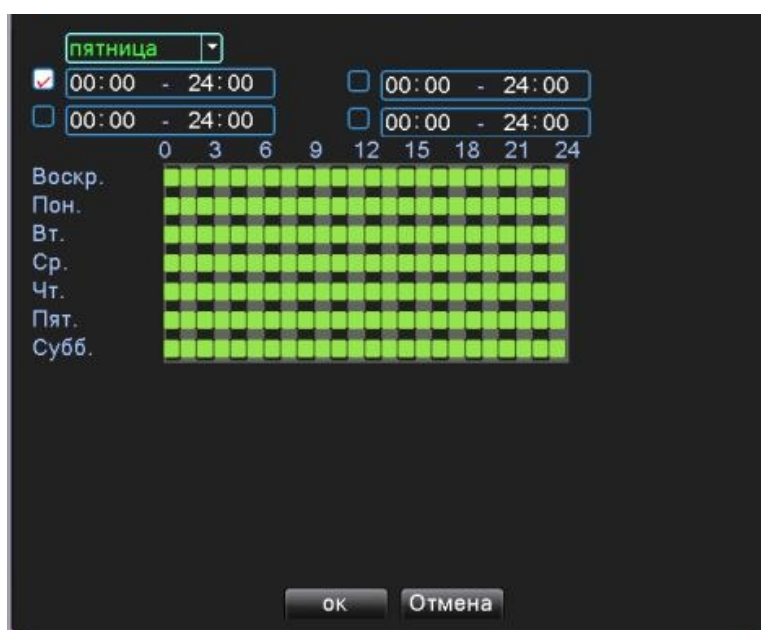 пятница
00:00 - 24:00 00:00 - 24:00
00:00 - 24:00 00:00 - 24:00
0 3 6 9 12 15 18 21 24
Воскр.
Пон.
Вт.
Ср.
Чт.
Пят.
Субб.
ок Отмена